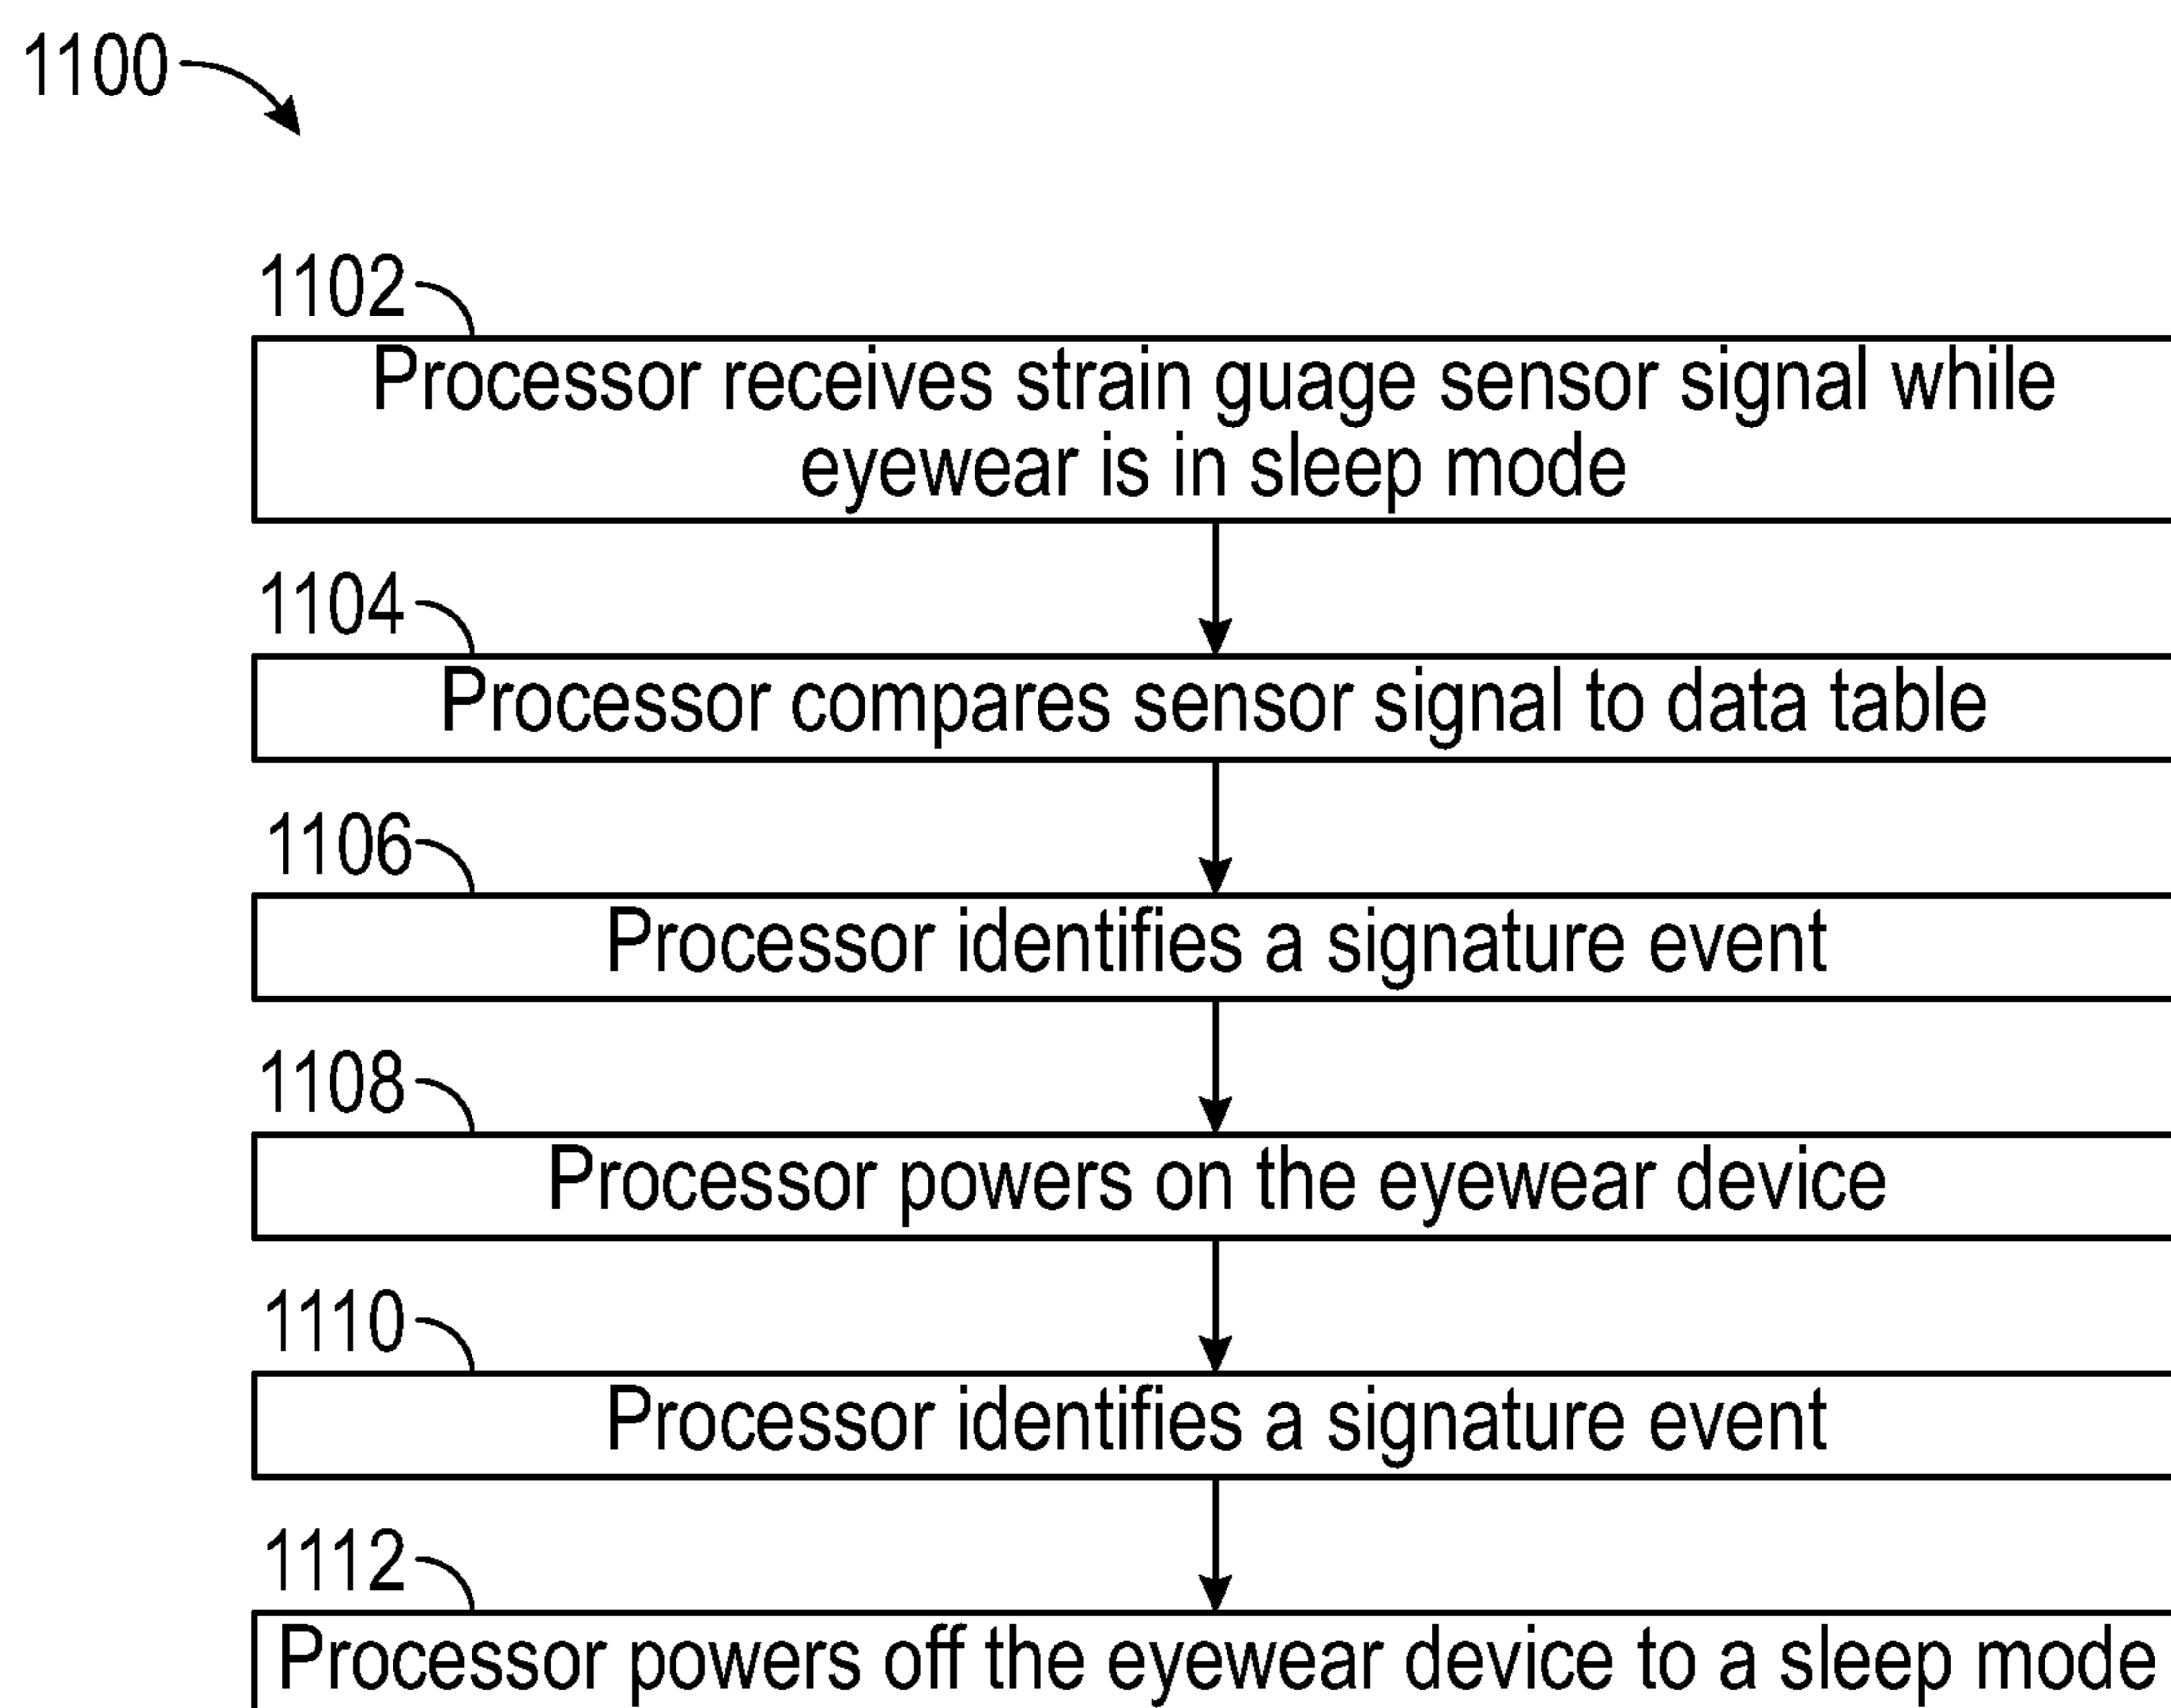 1100
1102
Processor receives strain guage sensor signal while
eyewear is in sleep mode
1104
Processor compares sensor signal to data table
1106
Processor identifies a signature event
1108
Processor powers on the eyewear device
1110
Processor identifies a signature event
1112
Processor powers off the eyewear device to a sleep mode